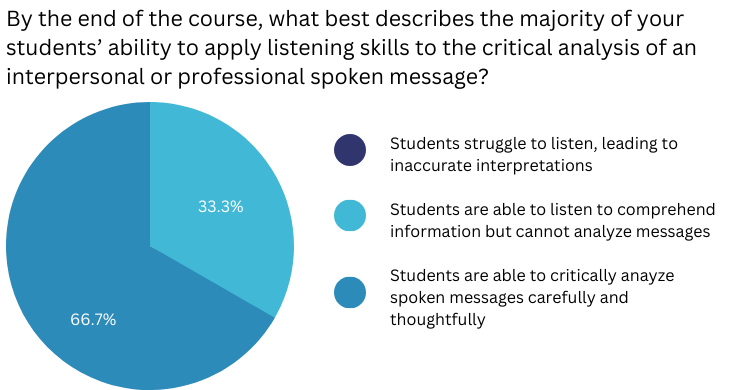 By the end of the course, what best describes the majority of your
students’ ability to apply listening skills to the critical analysis of an
interpersonal or professional spoken message?
33.3%
66.7%
Students struggle to listen, leading to
inaccurate interpretations
Students are able to listen to comprehend
information but cannot analyze messages
Students are able to critically anayze
spoken messages carefully and
thoughtfully